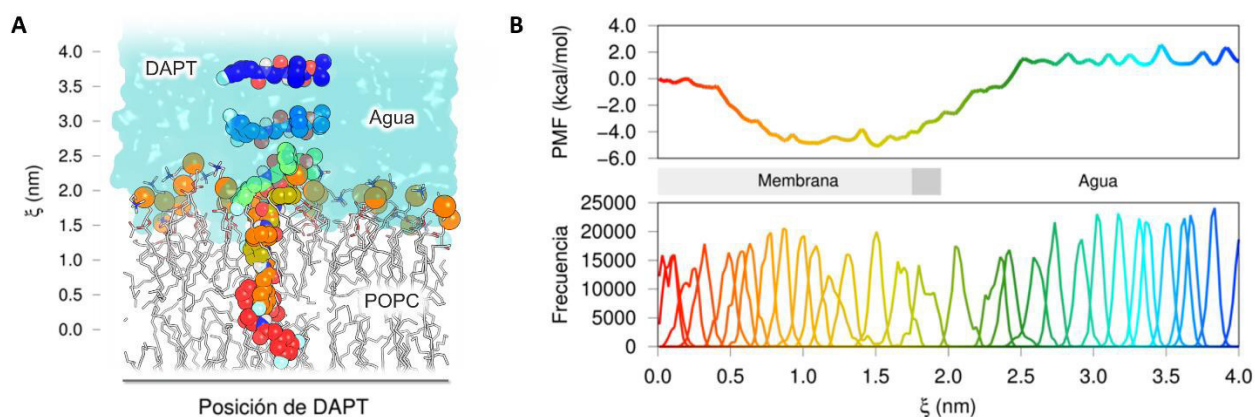 A
4.0
3.5
3.0
2.5
2.0
1.5
1.0
0.5
0.0
ξ (nm)
DAPT
Agua
POPC
Posición de DAPT
B
PMF (kcal/mol)
4.0
2.0
0.0
−2.0
−4.0
−6.0
Membrana Agua
Frecuencia
25000
20000
15000
10000
5000
0
0.0 0.5 1.0 1.5 2.0 2.5 3.0 3.5 4.0
ξ (nm)